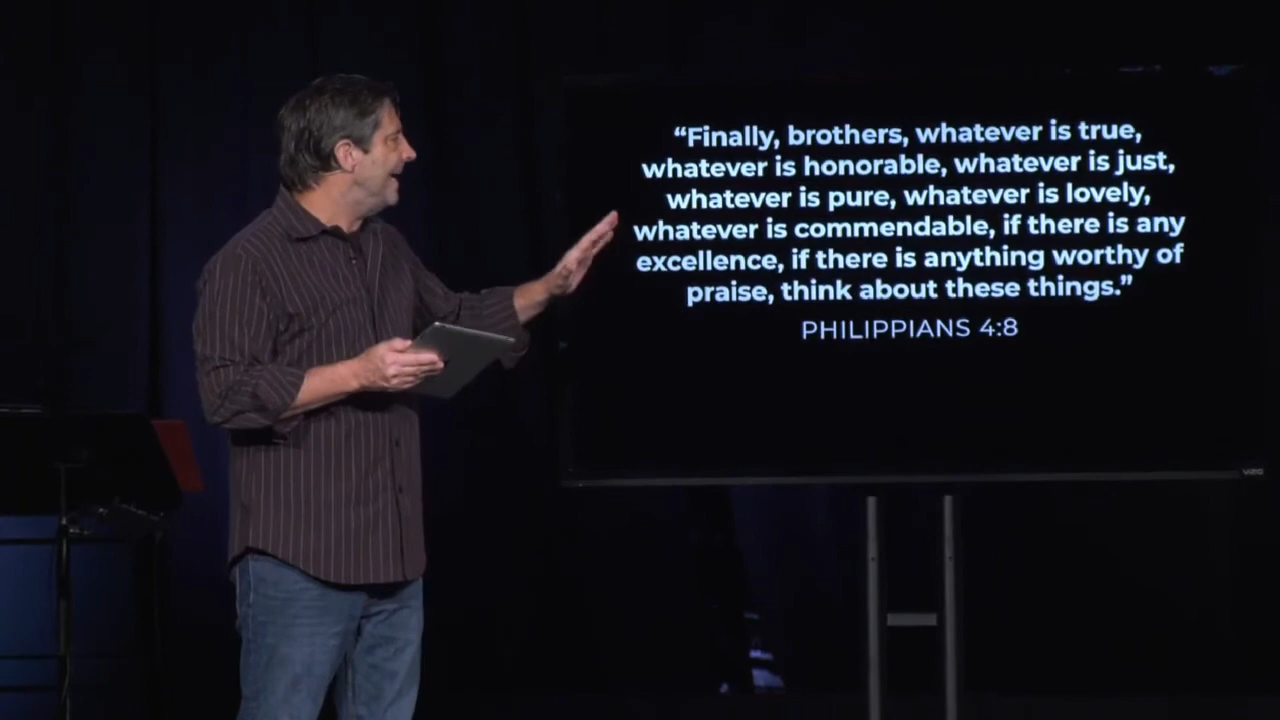 “Finally, brothers, whatever is true,
whatever is honorable, whatever is just,
whatever is pure, whatever is lovely,
whatever is commendable, if there is any
excellence, if there is anything worthy of
praise, think about these things.”
PHILIPPIANS 4:8
VIZIO